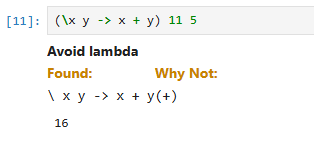 [11]: (\x y -> x + y) 11 5
Avoid lambda
Found: Why Not:
\ x y -> x + y(+)
16